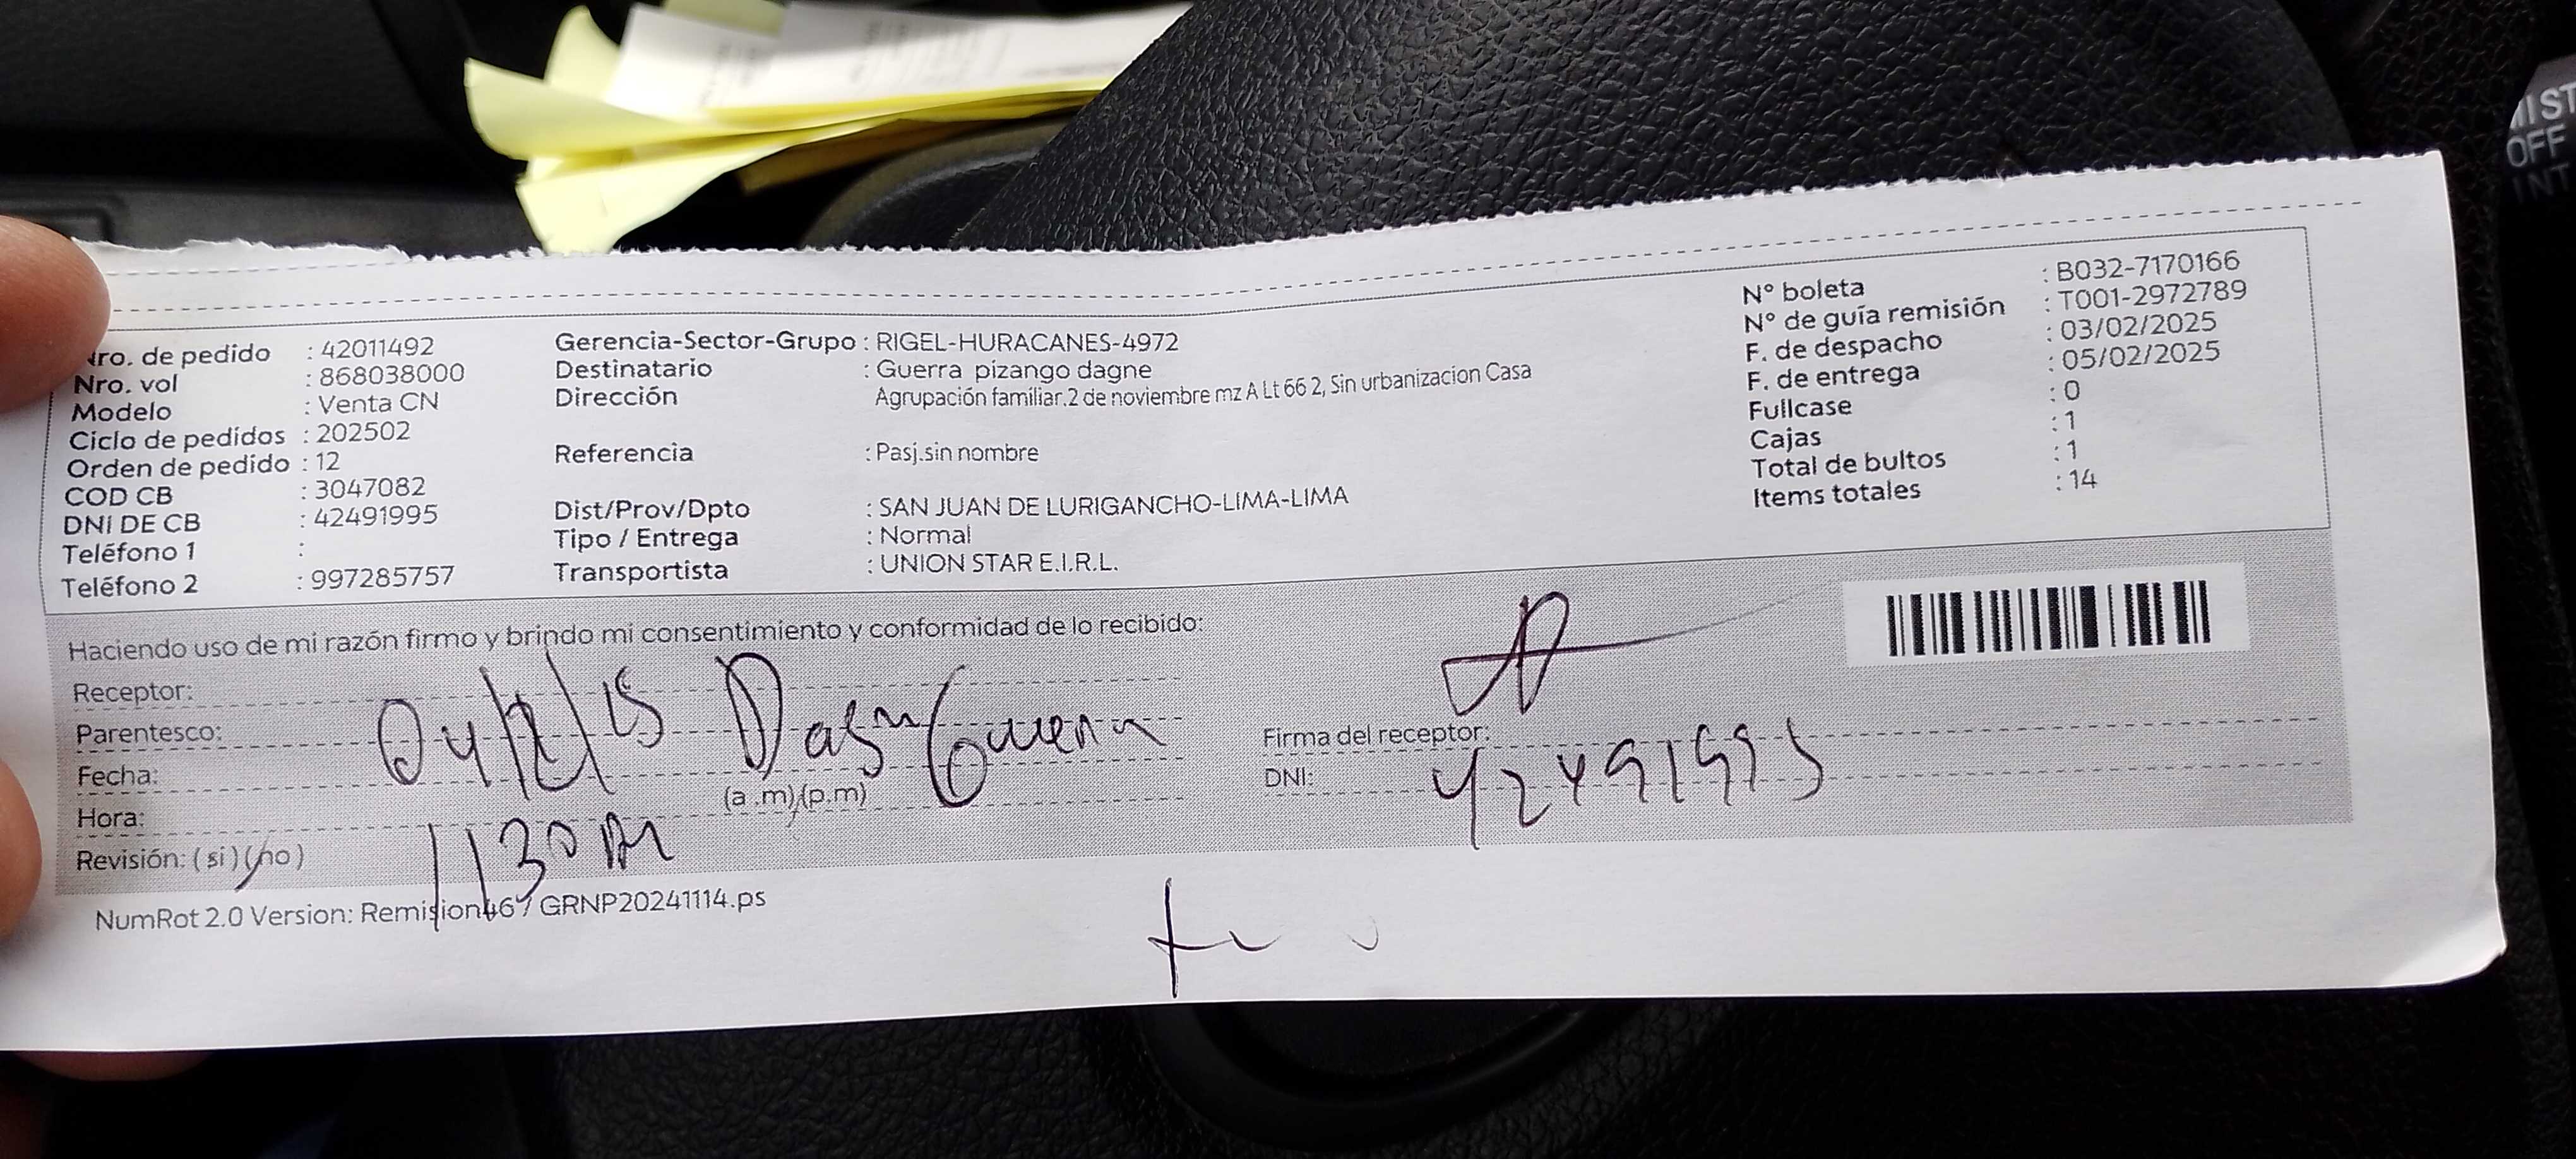 Nro. de pedido : 42011492
Nro. vol : 868038000
Modelo : Venta CN
Ciclo de pedidos : 202502
Orden de pedido : 12
COD CB : 3047082
DNI DE CB : 42491995
Teléfono 1 :
Teléfono 2 : 997285757
Gerencia-Sector-Grupo : RIGEL-HURACANES-4972
Destinatario : Guerra pizango dagne
Dirección Agrupación familiar.2 de noviembre mz A Lt 66 2, Sin urbanizacion Casa
Referencia : Pasj.sin nombre
Dist/Prov/Dpto : SAN JUAN DE LURIGANCHO-LIMA-LIMA
Tipo / Entrega : Normal
Transportista : UNION STAR E.I.R.L.
N° boleta : B032-7170166
N° de guía remisión : T001-2972789
F. de despacho : 03/02/2025
F. de entrega : 05/02/2025
Fullcase : 0
Cajas : 1
Total de bultos : 1
Items totales : 14
Haciendo uso de mi razón firmo y brindo mi consentimiento y conformidad de lo recibido:
Receptor:
Parentesco:
Fecha:
Hora: (a .m)/(p.m)
1130 AM
Revisión: (si) (no)
Firma del receptor:
DNI: 42491995
NumRot 2.0 Version: Remision46 / GRNP20241114.ps
OFF